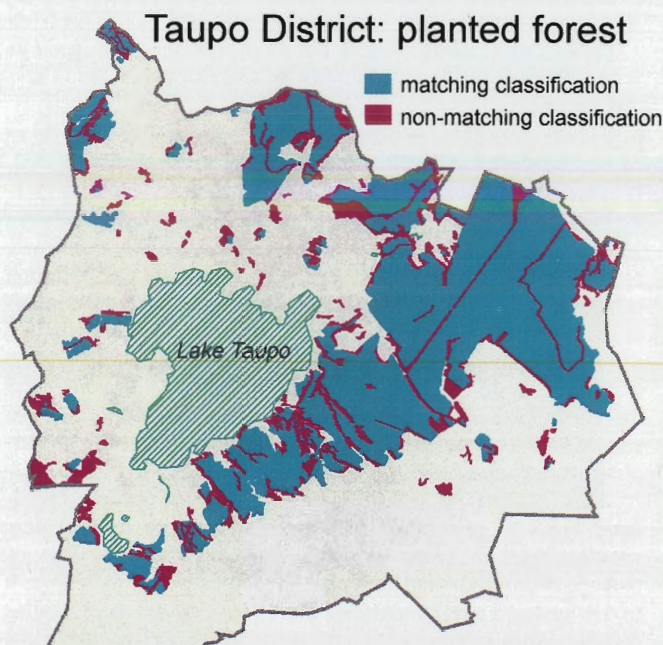 Taupo District: planted forest
matching classification
non-matching classification
Lake Taupo